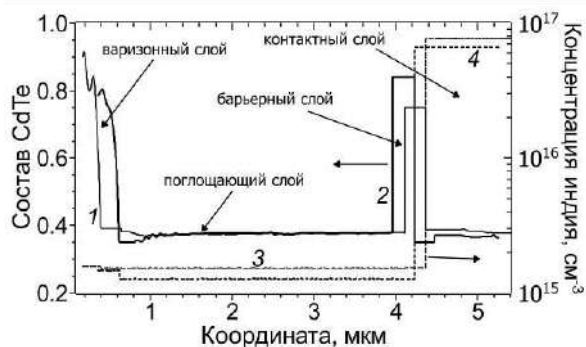 Состав CdTe
1.0
0.8
0.6
0.4
0.2
варизонный слой
контактный слой
барьерный слой
поглощающий слой
1
2
3
4
10¹⁷
10¹⁶
10¹⁵
Концентрация индия, см⁻³
1 2 3 4 5
Координата, мкм